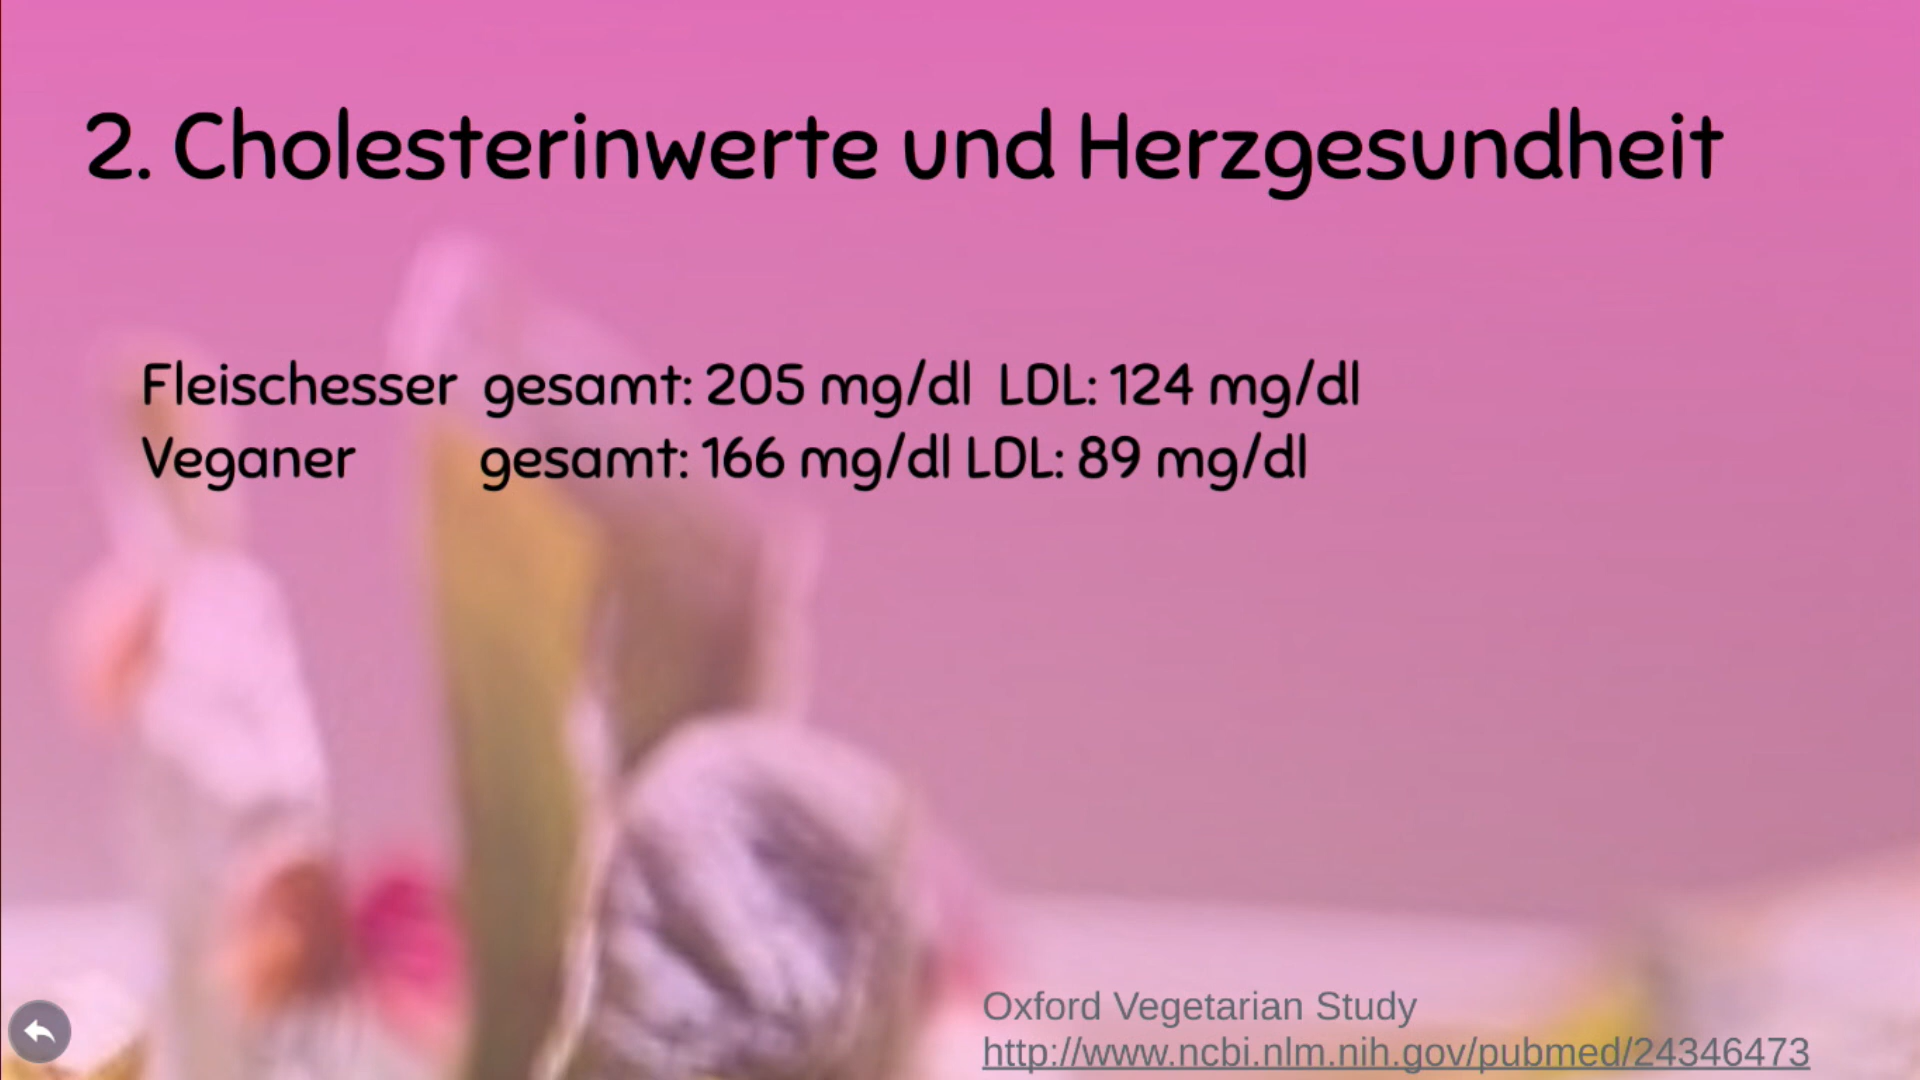 2. Cholesterinwerte und Herzgesundheit
Fleischesser gesamt: 205 mg/dl LDL: 124 mg/dl
Veganer gesamt: 166 mg/dl LDL: 89 mg/dl
Oxford Vegetarian Study
http://www.ncbi.nlm.nih.gov/pubmed/24346473